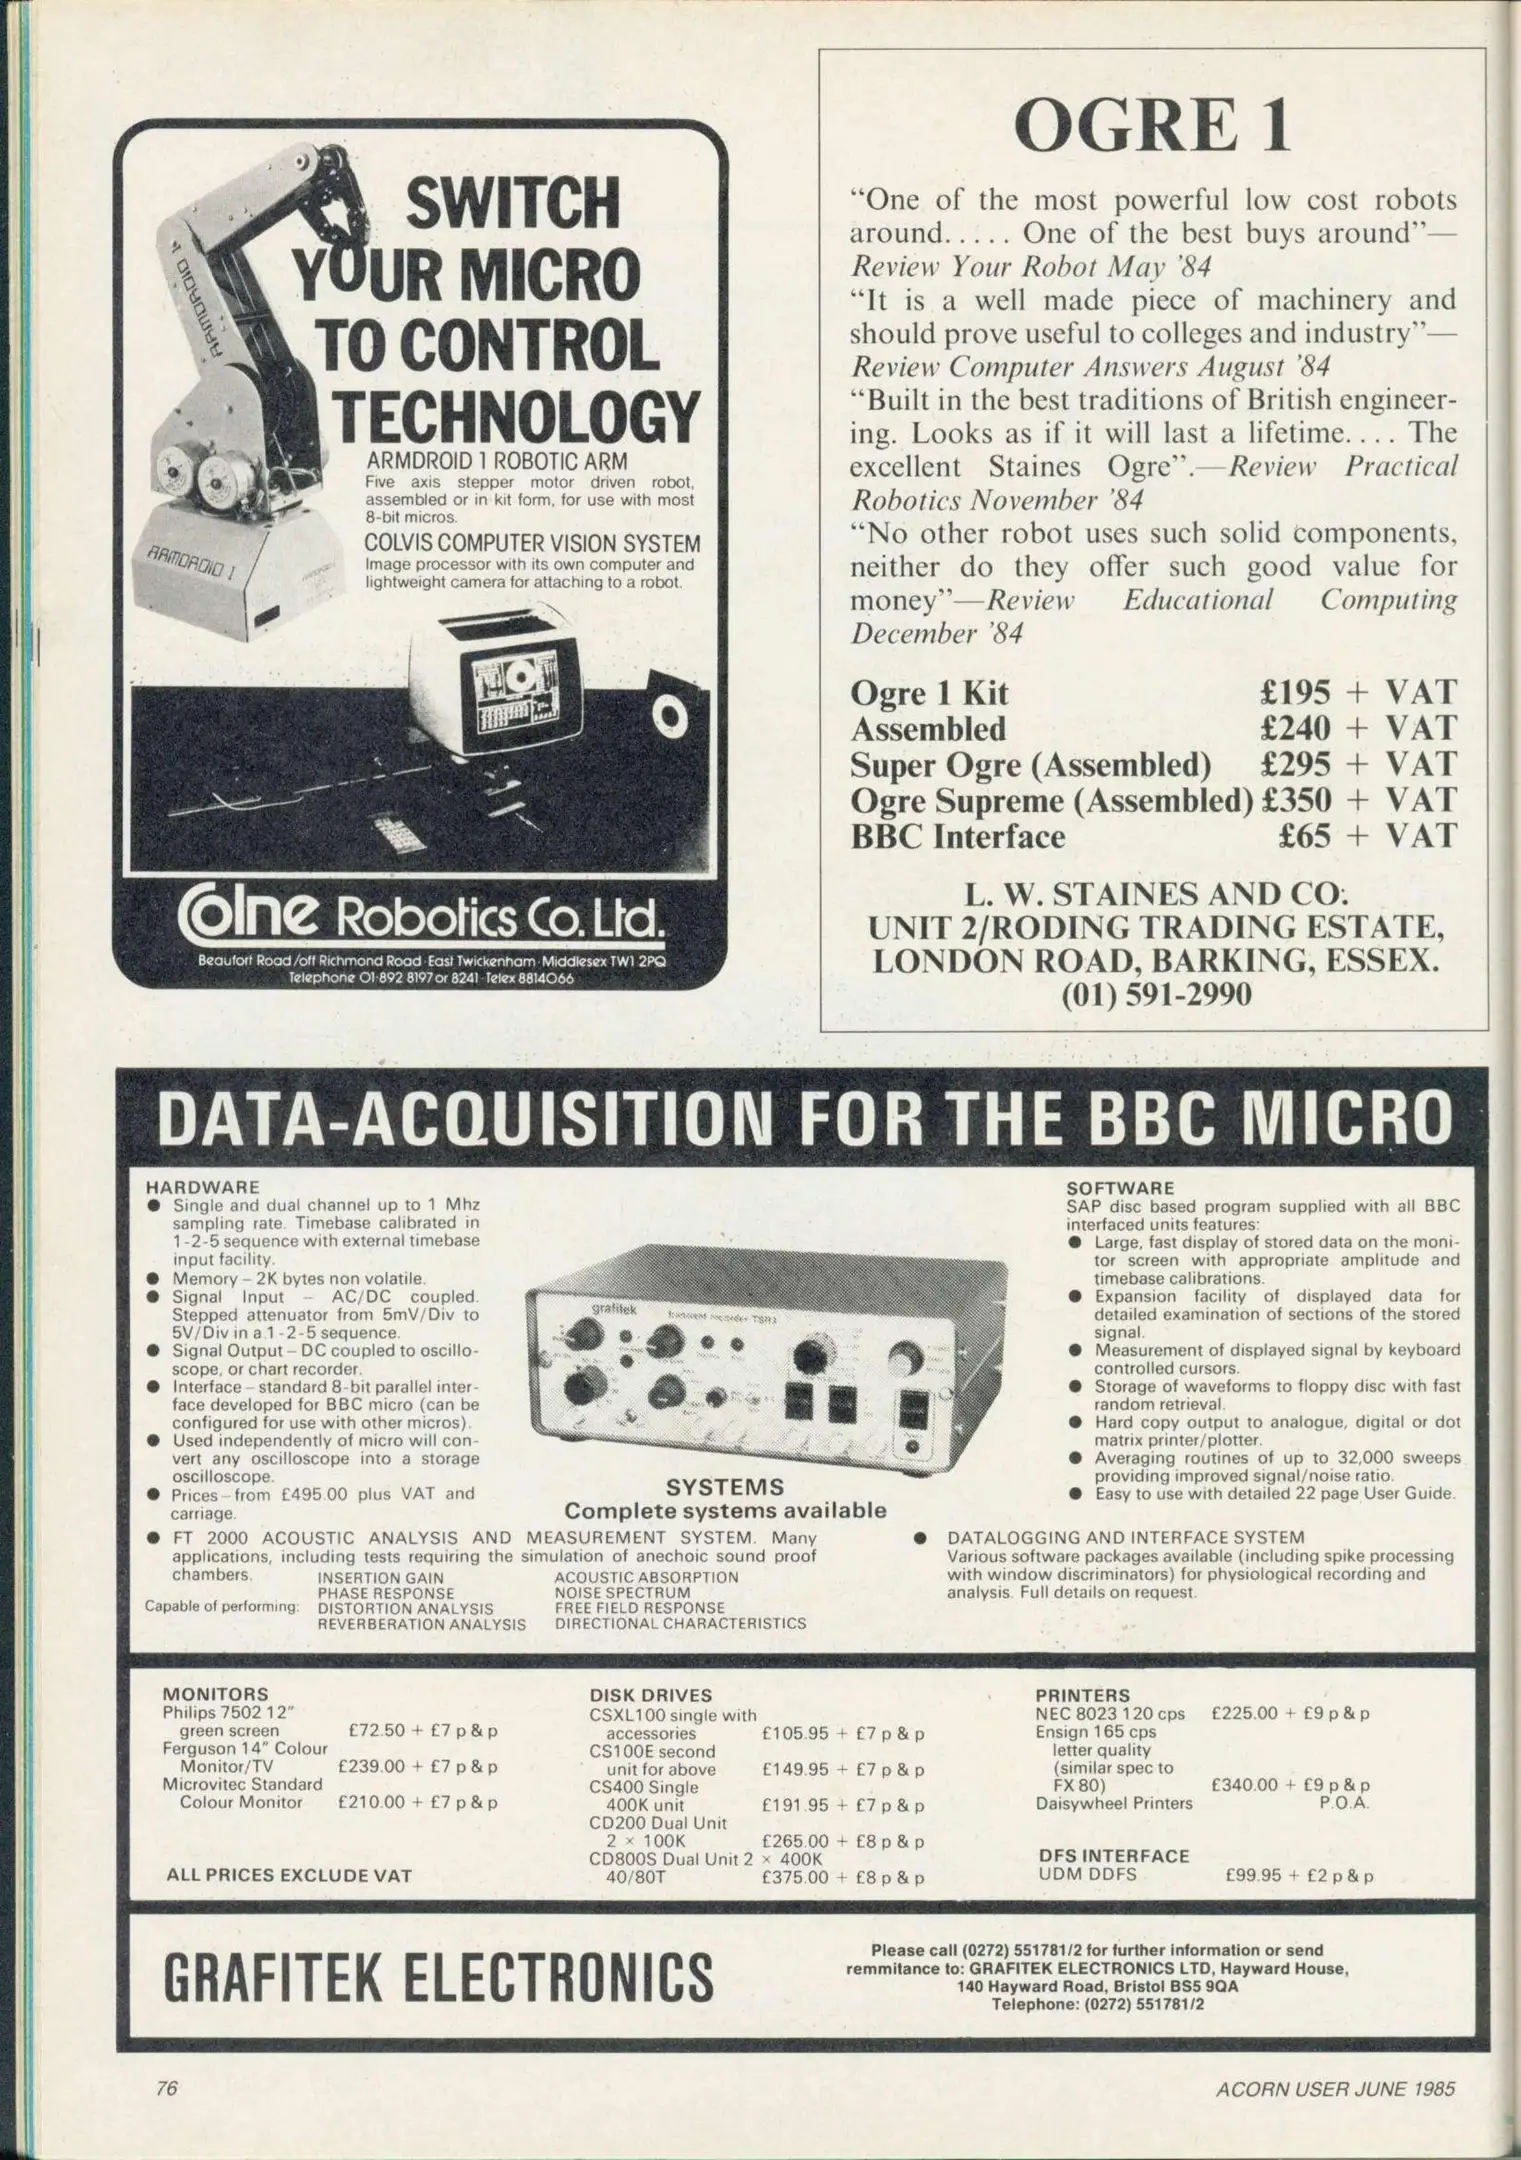 SWITCH
YOUR MICRO
TO CONTROL
TECHNOLOGY
ARMDROID 1 ROBOTIC ARM
Five axis stepper motor driven robot,
assembled or in kit form, for use with most
8-bit micros.
COLVIS COMPUTER VISION SYSTEM
Image processor with its own computer and
lightweight camera for attaching to a robot.
ARMDROID 1
ARMDROID 1
Colne Robotics Co. Ltd.
Beaufort Road/off Richmond Road·East Twickenham·Middlesex TW1 2PQ
Telephone 01·892 8197 or 8241·Telex 8814066
OGRE 1
“One of the most powerful low cost robots
around..... One of the best buys around”—
Review Your Robot May ’84
“It is a well made piece of machinery and
should prove useful to colleges and industry”—
Review Computer Answers August ’84
“Built in the best traditions of British engineer-
ing. Looks as if it will last a lifetime.... The
excellent Staines Ogre”.—Review Practical
Robotics November ’84
“No other robot uses such solid components,
neither do they offer such good value for
money”—Review Educational Computing
December ’84
Ogre 1 Kit £195 + VAT
Assembled £240 + VAT
Super Ogre (Assembled) £295 + VAT
Ogre Supreme (Assembled) £350 + VAT
BBC Interface £65 + VAT
L. W. STAINES AND CO.
UNIT 2/RODING TRADING ESTATE,
LONDON ROAD, BARKING, ESSEX.
(01) 591-2990
DATA-ACQUISITION FOR THE BBC MICRO
HARDWARE
● Single and dual channel up to 1 Mhz
sampling rate. Timebase calibrated in
1-2-5 sequence with external timebase
input facility.
● Memory – 2K bytes non volatile.
● Signal Input – AC/DC coupled.
Stepped attenuator from 5mV/Div to
5V/Div in a 1-2-5 sequence.
● Signal Output – DC coupled to oscillo-
scope, or chart recorder.
● Interface – standard 8-bit parallel inter-
face developed for BBC micro (can be
configured for use with other micros).
● Used independently of micro will con-
vert any oscilloscope into a storage
oscilloscope.
● Prices – from £495.00 plus VAT and
carriage.
grafitek
transient recorder TSR3
SYSTEMS
Complete systems available
SOFTWARE
SAP disc based program supplied with all BBC
interfaced units features:
● Large, fast display of stored data on the moni-
tor screen with appropriate amplitude and
timebase calibrations.
● Expansion facility of displayed data for
detailed examination of sections of the stored
signal.
● Measurement of displayed signal by keyboard
controlled cursors.
● Storage of waveforms to floppy disc with fast
random retrieval.
● Hard copy output to analogue, digital or dot
matrix printer/plotter.
● Averaging routines of up to 32,000 sweeps
providing improved signal/noise ratio.
● Easy to use with detailed 22 page User Guide.
● FT 2000 ACOUSTIC ANALYSIS AND MEASUREMENT SYSTEM. Many
applications, including tests requiring the simulation of anechoic sound proof
chambers.
Capable of performing:
INSERTION GAIN
PHASE RESPONSE
DISTORTION ANALYSIS
REVERBERATION ANALYSIS
ACOUSTIC ABSORPTION
NOISE SPECTRUM
FREE FIELD RESPONSE
DIRECTIONAL CHARACTERISTICS
● DATALOGGING AND INTERFACE SYSTEM
Various software packages available (including spike processing
with window discriminators) for physiological recording and
analysis. Full details on request.
MONITORS
Philips 7502 12”
green screen £72.50 + £7 p & p
Ferguson 14” Colour
Monitor/TV £239.00 + £7 p & p
Microvitec Standard
Colour Monitor £210.00 + £7 p & p
ALL PRICES EXCLUDE VAT
DISK DRIVES
CSXL100 single with
accessories £105.95 + £7 p & p
CS100E second
unit for above £149.95 + £7 p & p
CS400 Single
400K unit £191.95 + £7 p & p
CD200 Dual Unit
2 × 100K £265.00 + £8 p & p
CD800S Dual Unit 2 × 400K
40/80T £375.00 + £8 p & p
PRINTERS
NEC 8023 120 cps £225.00 + £9 p & p
Ensign 165 cps
letter quality
(similar spec to
FX 80) £340.00 + £9 p & p
Daisywheel Printers P.O.A.
DFS INTERFACE
UDM DDFS £99.95 + £2 p & p
GRAFITEK ELECTRONICS
Please call (0272) 551781/2 for further information or send
remmitance to: GRAFITEK ELECTRONICS LTD, Hayward House,
140 Hayward Road, Bristol BS5 9QA
Telephone: (0272) 551781/2
76
ACORN USER JUNE 1985